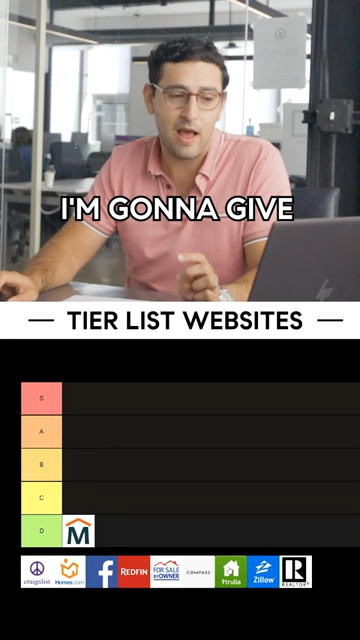 I'M GONNA GIVE
— TIER LIST WEBSITES —
S
A
B
C
D
M
craigslist
Homes.com
f
REDFIN
FOR SALE BY OWNER
COMPASS
trulia
Zillow
R
REALTOR